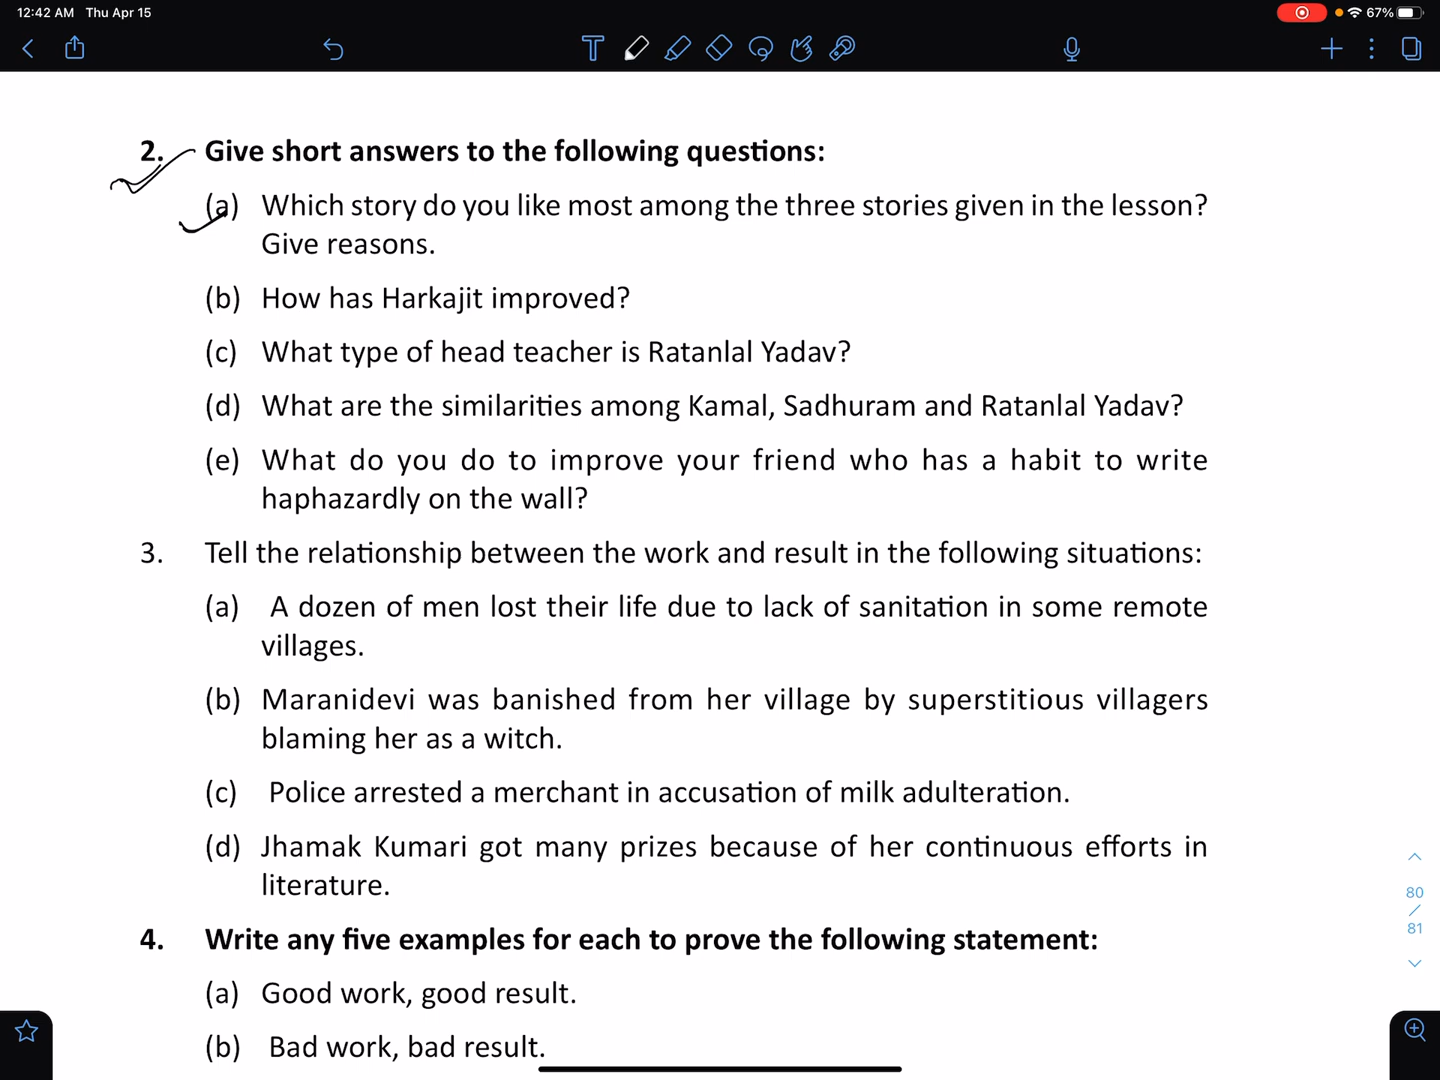 12:42 AM Thu Apr 15
67%
2. Give short answers to the following questions:
(a) Which story do you like most among the three stories given in the lesson?
Give reasons.
(b) How has Harkajit improved?
(c) What type of head teacher is Ratanlal Yadav?
(d) What are the similarities among Kamal, Sadhuram and Ratanlal Yadav?
(e) What do you do to improve your friend who has a habit to write
haphazardly on the wall?
3. Tell the relationship between the work and result in the following situations:
(a) A dozen of men lost their life due to lack of sanitation in some remote
villages.
(b) Maranidevi was banished from her village by superstitious villagers
blaming her as a witch.
(c) Police arrested a merchant in accusation of milk adulteration.
(d) Jhamak Kumari got many prizes because of her continuous efforts in
literature.
80
/
81
4. Write any five examples for each to prove the following statement:
(a) Good work, good result.
(b) Bad work, bad result.